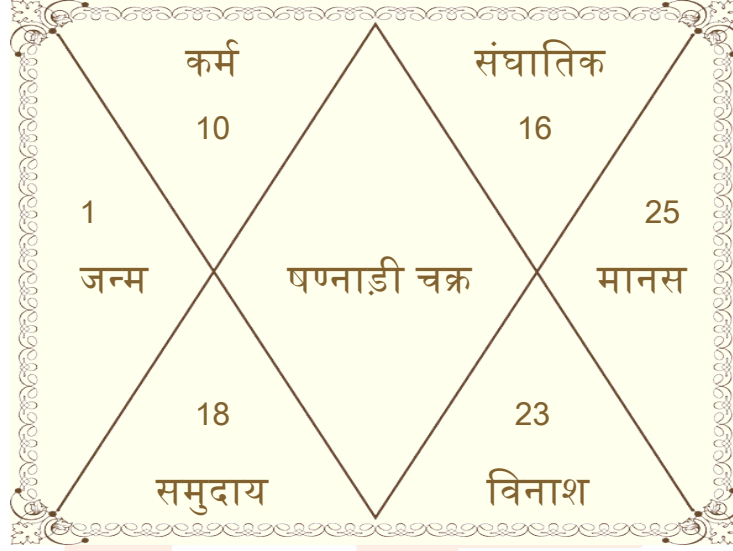 कर्म
10
संघातिक
16
1
जन्म
षण्नाड़ी चक्र
25
मानस
18
समुदाय
23
विनाश